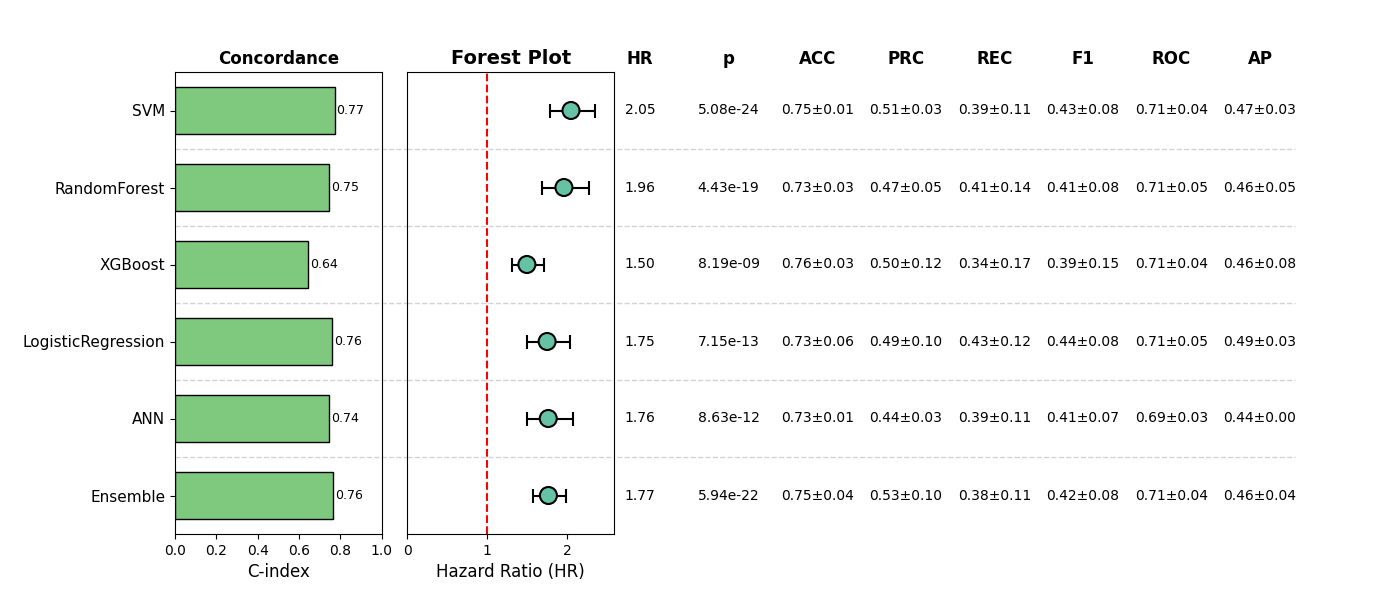 Concordance Forest Plot HR p ACC PRC REC F1 ROC AP
SVM 0.77 2.05 5.08e-24 0.75±0.01 0.51±0.03 0.39±0.11 0.43±0.08 0.71±0.04 0.47±0.03
RandomForest 0.75 1.96 4.43e-19 0.73±0.03 0.47±0.05 0.41±0.14 0.41±0.08 0.71±0.05 0.46±0.05
XGBoost 0.64 1.50 8.19e-09 0.76±0.03 0.50±0.12 0.34±0.17 0.39±0.15 0.71±0.04 0.46±0.08
LogisticRegression 0.76 1.75 7.15e-13 0.73±0.06 0.49±0.10 0.43±0.12 0.44±0.08 0.71±0.05 0.49±0.03
ANN 0.74 1.76 8.63e-12 0.73±0.01 0.44±0.03 0.39±0.11 0.41±0.07 0.69±0.03 0.44±0.00
Ensemble 0.76 1.77 5.94e-22 0.75±0.04 0.53±0.10 0.38±0.11 0.42±0.08 0.71±0.04 0.46±0.04
0.0 0.2 0.4 0.6 0.8 1.0 0 1 2
C-index Hazard Ratio (HR)